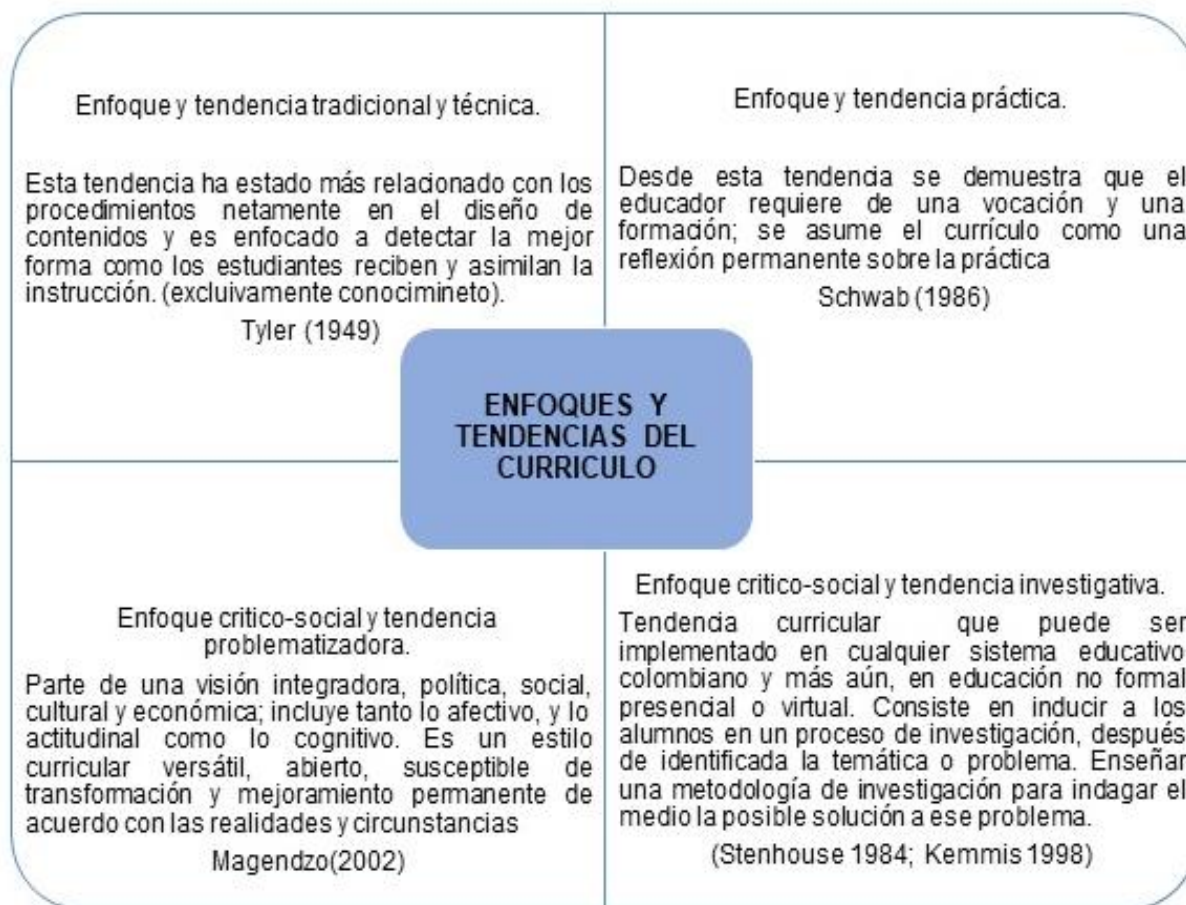 Enfoque y tendencia tradicional y técnica.
Esta tendencia ha estado más relacionado con los
procedimientos netamente en el diseño de
contenidos y es enfocado a detectar la mejor
forma como los estudiantes reciben y asimilan la
instrucción. (excluivamente conocimineto).
Tyler (1949)
Enfoque y tendencia práctica.
Desde esta tendencia se demuestra que el
educador requiere de una vocación y una
formación; se asume el currículo como una
reflexión permanente sobre la práctica
Schwab (1986)
ENFOQUES Y
TENDENCIAS DEL
CURRICULO
Enfoque critico-social y tendencia
problematizadora.
Parte de una visión integradora, política, social,
cultural y económica; incluye tanto lo afectivo, y lo
actitudinal como lo cognitivo. Es un estilo
curricular versátil, abierto, susceptible de
transformación y mejoramiento permanente de
acuerdo con las realidades y circunstancias
Magendzo(2002)
Enfoque critico-social y tendencia investigativa.
Tendencia curricular que puede ser
implementado en cualquier sistema educativo
colombiano y más aún, en educación no formal
presencial o virtual. Consiste en inducir a los
alumnos en un proceso de investigación, después
de identificada la temática o problema. Enseñar
una metodología de investigación para indagar el
medio la posible solución a ese problema.
(Stenhouse 1984; Kemmis 1998)